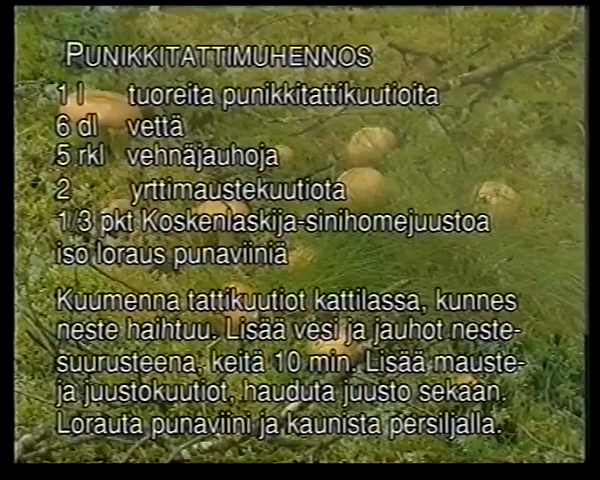 PUNIKKITATTIMUHENNOS
1 l tuoreita punikkitattikuutioita
6 dl vettä
5 rkl vehnäjauhoja
2 yrttimaustekuutiota
1/3 pkt Koskenlaskija-sinihomejuustoa
iso loraus punaviiniä
Kuumenna tattikuutiot kattilassa, kunnes
neste haihtuu. Lisää vesi ja jauhot neste-
suurusteena, keitä 10 min. Lisää mauste-
ja juustokuutiot, hauduta juusto sekaan.
Lorauta punaviini ja kaunista persiljalla.